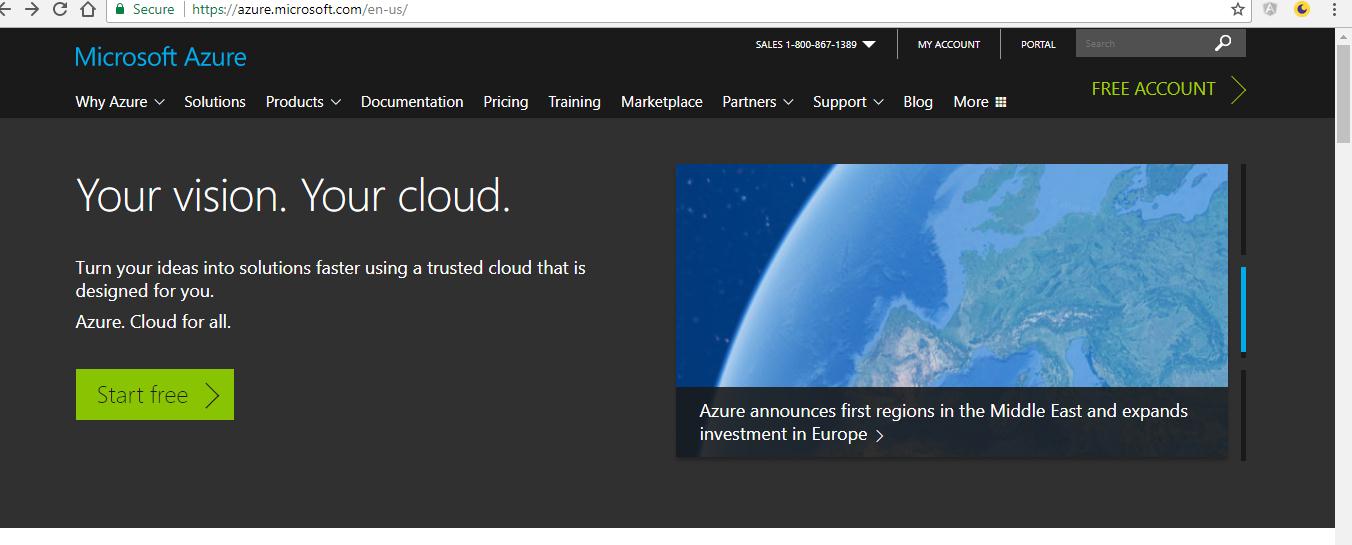 Secure https://azure.microsoft.com/en-us/
Microsoft Azure
SALES 1-800-867-1389 MY ACCOUNT PORTAL Search
Why Azure Solutions Products Documentation Pricing Training Marketplace Partners Support Blog More
FREE ACCOUNT
Your vision. Your cloud.
Turn your ideas into solutions faster using a trusted cloud that is
designed for you.
Azure. Cloud for all.
Start free
Azure announces first regions in the Middle East and expands
investment in Europe